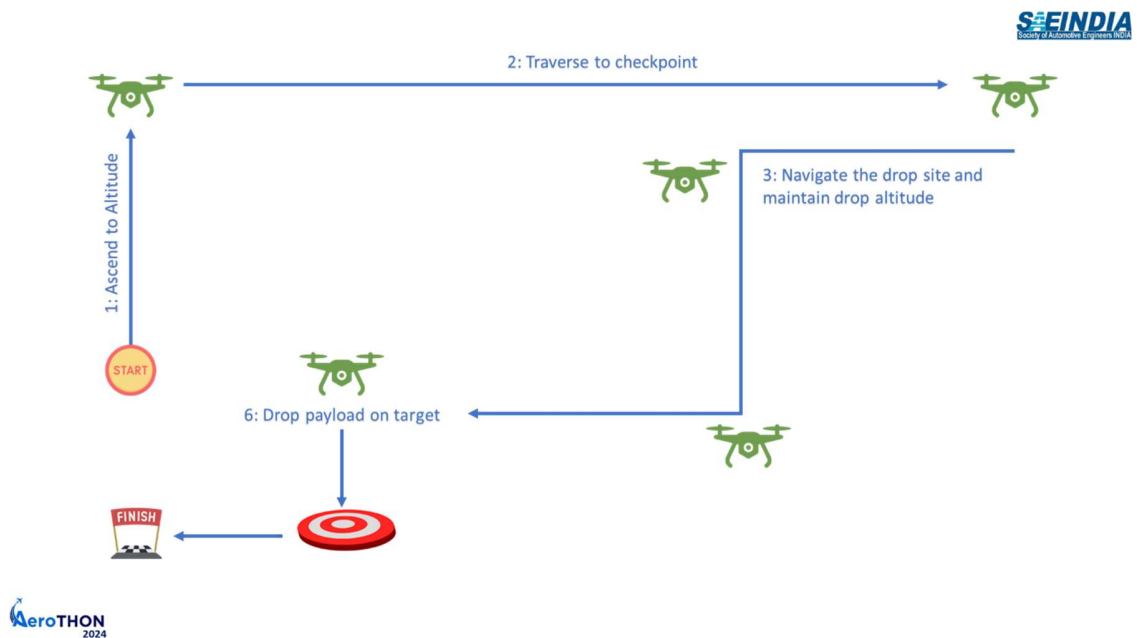 SAEINDIA
Society of Automotive Engineers INDIA
2: Traverse to checkpoint
1: Ascend to Altitude
3: Navigate the drop site and
maintain drop altitude
START
6: Drop payload on target
FINISH
AeroTHON
2024